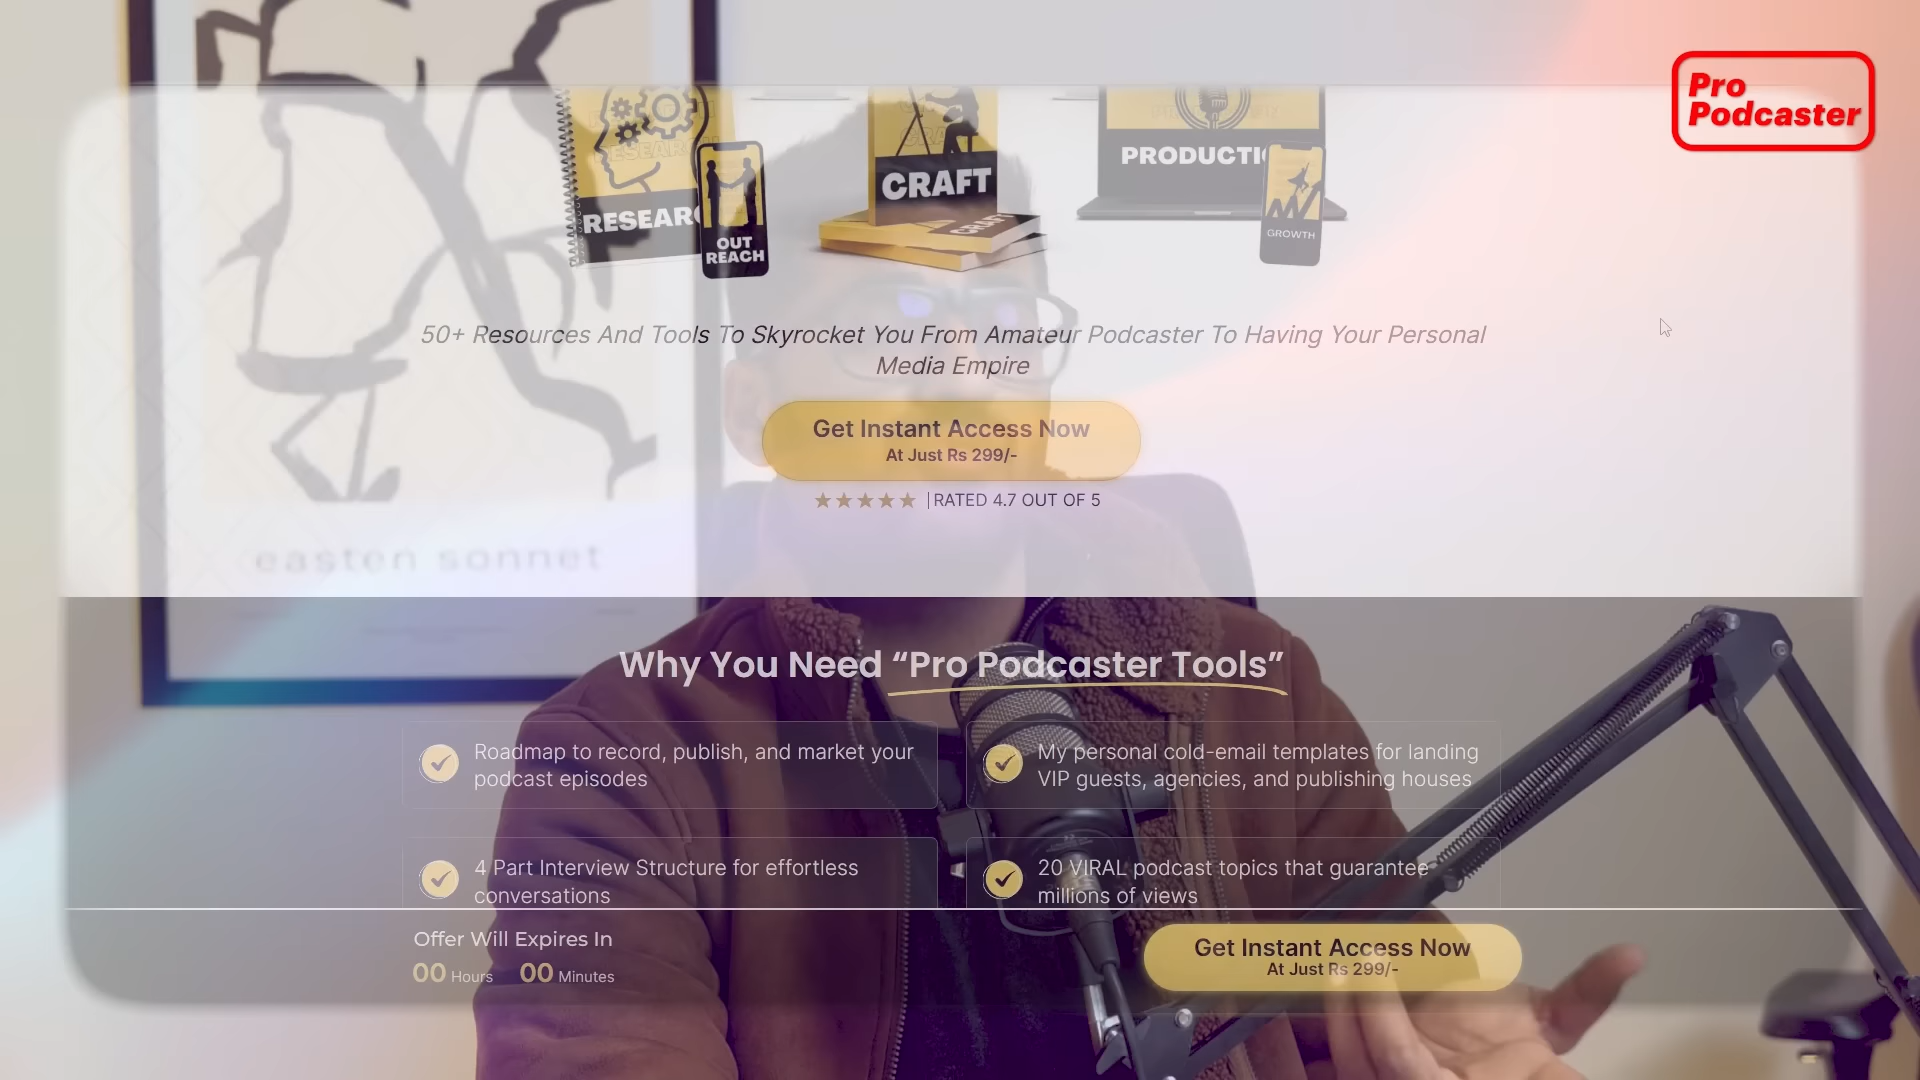 Pro
Podcaster
RESEARC
OUT
REACH
CRAFT
CRAFT
PRODUCTI
GROWTH
50+ Resources And Tools To Skyrocket You From Amateur Podcaster To Having Your Personal
Media Empire
Get Instant Access Now
At Just Rs 299/-
RATED 4.7 OUT OF 5
easten sonnet
Why You Need “Pro Podcaster Tools”
Roadmap to record, publish, and market your
podcast episodes
My personal cold-email templates for landing
VIP guests, agencies, and publishing houses
4 Part Interview Structure for effortless
conversations
20 VIRAL podcast topics that guarantee
millions of views
Offer Will Expires In
00 Hours 00 Minutes
Get Instant Access Now
At Just Rs 299/-